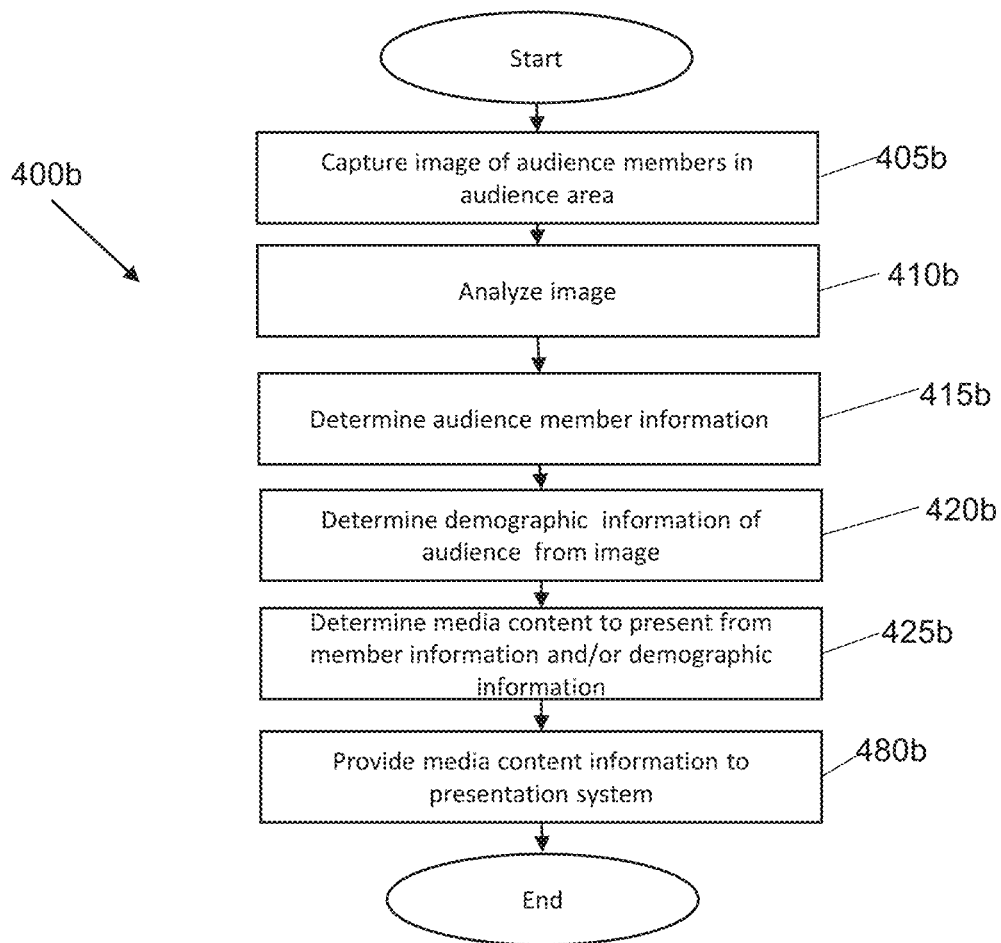 Start
Capture image of audience members in
audience area
405b
400b
Analyze image
410b
Determine audience member information
415b
Determine demographic information of
audience from image
420b
Determine media content to present from
member information and/or demographic
information
425b
Provide media content information to
presentation system
480b
End